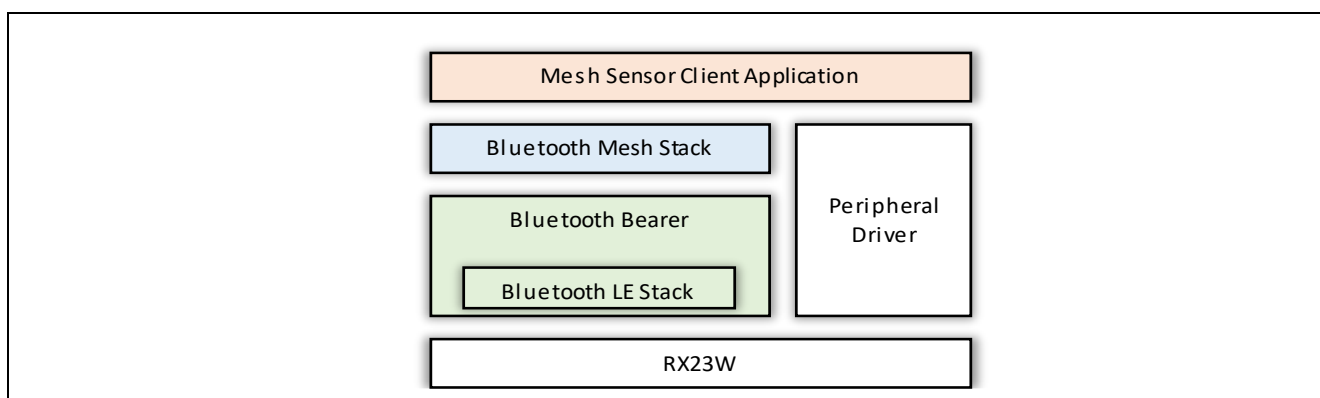 Mesh Sensor Client Application
Bluetooth Mesh Stack
Bluetooth Bearer
Bluetooth LE Stack
Peripheral
Driver
RX23W